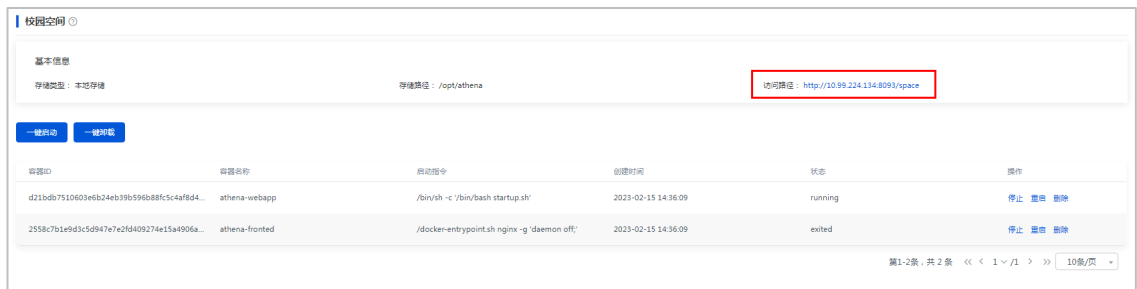 校园空间
基本信息
存储类型： 本地存储 存储路径： /opt/athena 访问路径： http://10.99.224.134:8093/space
一键启动 一键卸载
容器ID 容器名称 启动指令 创建时间 状态 操作
d21bdb7510603e6b24eb39b596b88fc5c4af8d4... athena-webapp /bin/sh -c '/bin/bash startup.sh' 2023-02-15 14:36:09 running 停止 重启 删除
2558c7b1e9d3c5d947e7e2fd409274e15a4906a... athena-fronted /docker-entrypoint.sh nginx -g 'daemon off;' 2023-02-15 14:36:09 exited 停止 重启 删除
第1-2条，共 2 条 1 /1 10条/页